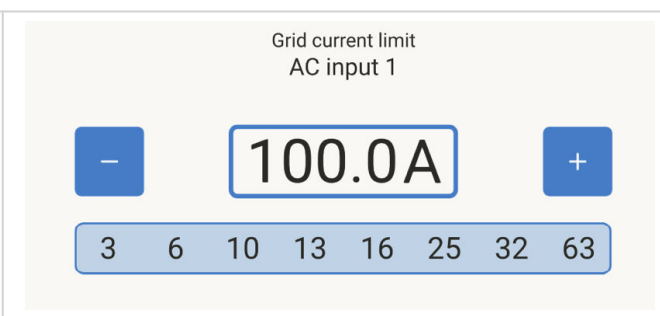 Grid current limit
AC input 1
− 100.0A +
3 6 10 13 16 25 32 63